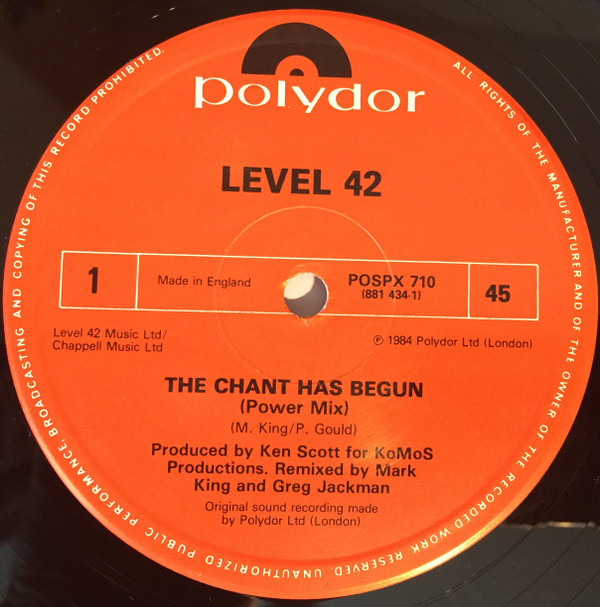 polydor
LEVEL 42
1
Made in England
POSPX 710
(881 434-1)
45
Level 42 Music Ltd/
Chappell Music Ltd
℗ 1984 Polydor Ltd (London)
THE CHANT HAS BEGUN
(Power Mix)
(M. King/P. Gould)
Produced by Ken Scott for KoMoS
Productions. Remixed by Mark
King and Greg Jackman
Original sound recording made
by Polydor Ltd (London)
ALL RIGHTS OF THE MANUFACTURER AND OF THE OWNER OF THE RECORDED WORK RESERVED. UNAUTHORIZED PUBLIC PERFORMANCE, BROADCASTING AND COPYING OF THIS RECORD PROHIBITED.